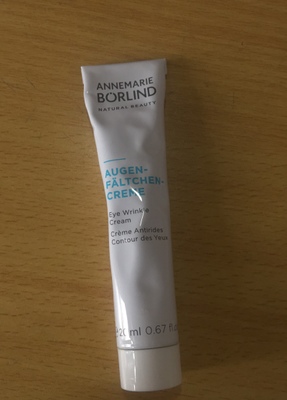 ANNEMARIE
BÖRLIND
NATURAL BEAUTY
AUGEN-
FÄLTCHEN-
CREME
Eye Wrinkle
Cream
Crème Antirides
Contour des Yeux
20 ml 0.67 fl.